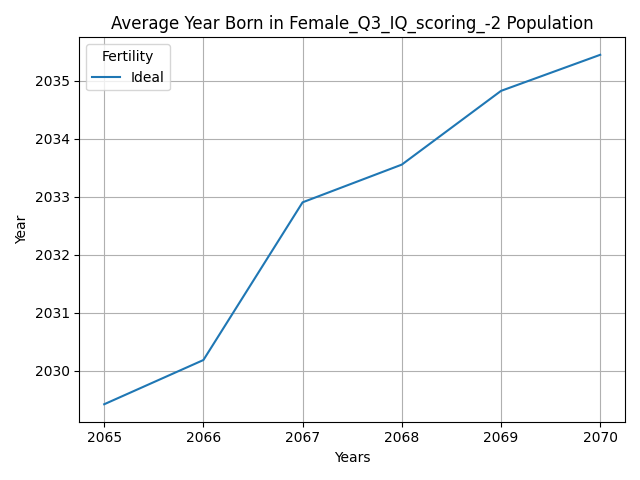 Average Year Born in Female_Q3_IQ_scoring_-2 Population
Fertility
Ideal
2035
2034
2033
2032
2031
2030
Year
2065 2066 2067 2068 2069 2070
Years